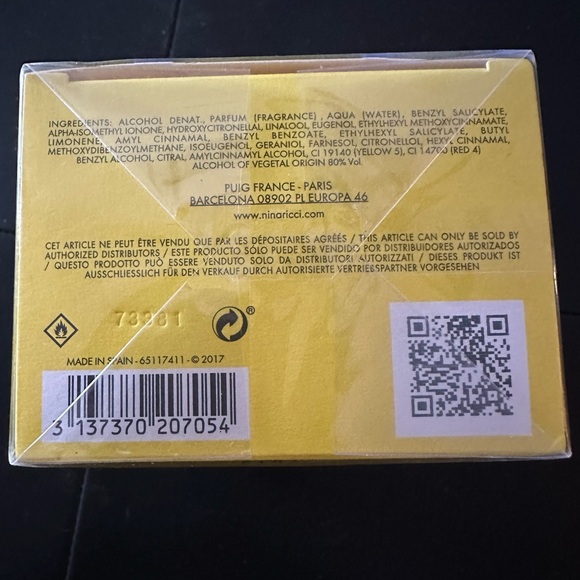 INGREDIENTS: ALCOHOL DENAT., PARFUM (FRAGRANCE), AQUA (WATER), BENZYL SALICYLATE,
ALPHA-ISOMETHYL IONONE, HYDROXYCITRONELLAL, LINALOOL, EUGENOL, ETHYLHEXYL METHOXYCINNAMATE,
LIMONENE, AMYL CINNAMAL, BENZYL BENZOATE, ETHYLHEXYL SALICYLATE, BUTYL
METHOXYDIBENZOYLMETHANE, ISOEUGENOL, GERANIOL, FARNESOL, CITRONELLOL, HEXYL CINNAMAL,
BENZYL ALCOHOL, CITRAL, AMYLCINNAMYL ALCOHOL, CI 19140 (YELLOW 5), CI 14700 (RED 4)
ALCOHOL OF VEGETAL ORIGIN 80% Vol.
PUIG FRANCE - PARIS
BARCELONA 08902 PL EUROPA 46
www.ninaricci.com
CET ARTICLE NE PEUT ÊTRE VENDU QUE PAR LES DÉPOSITAIRES AGRÉÉS / THIS ARTICLE CAN ONLY BE SOLD BY
AUTHORIZED DISTRIBUTORS / ESTE PRODUCTO SÓLO PUEDE SER VENDIDO POR DISTRIBUIDORES AUTORIZADOS
/ QUESTO PRODOTTO PUÒ ESSERE VENDUTO SOLO DA DISTRIBUTORI AUTORIZZATI / DIESES PRODUKT IST
AUSSCHLIESSLICH FÜR DEN VERKAUF DURCH AUTORISIERTE VERTRIEBSPARTNER VORGESEHEN
73381
MADE IN SPAIN - 65117411 - © 2017
3 137370 207054